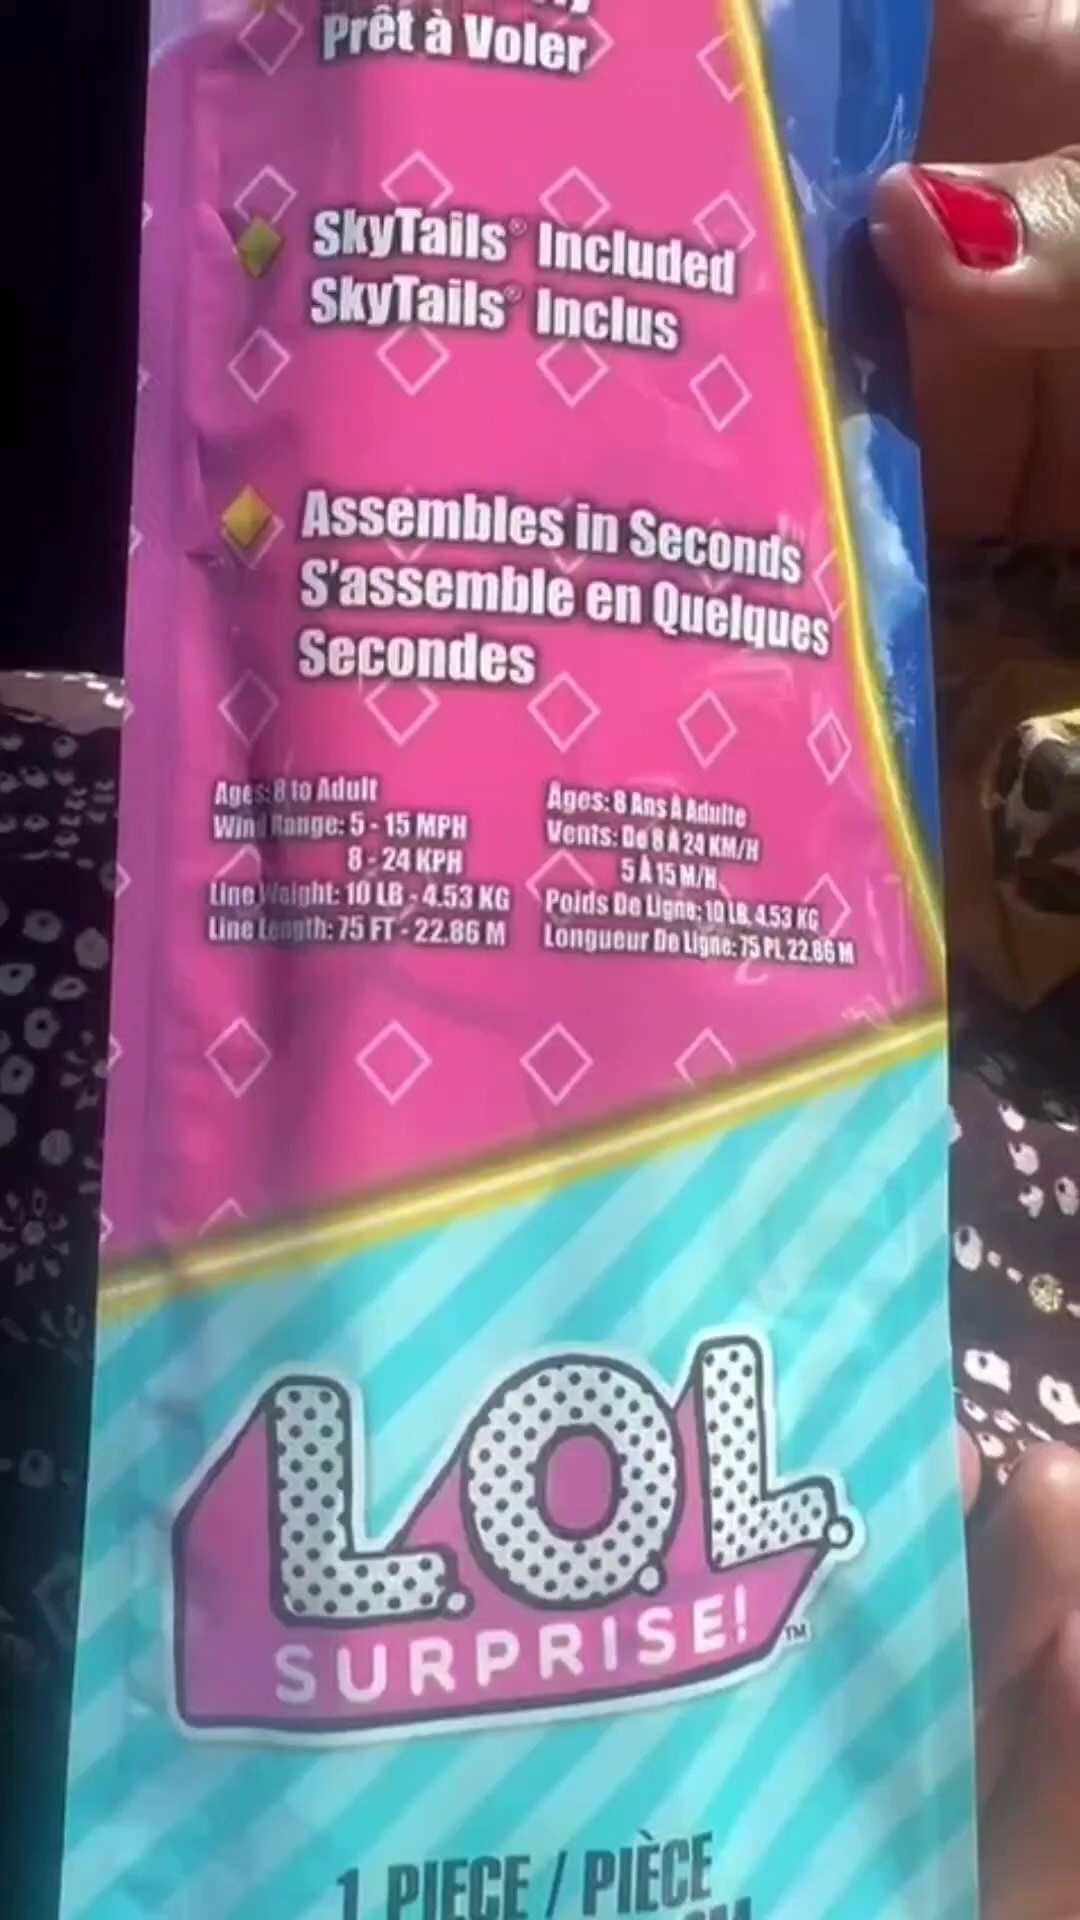 Prêt à Voler
SkyTails® Included
SkyTails® Inclus
Assembles in Seconds
S'assemble en Quelques
Secondes
Ages: 8 to Adult
Wind Range: 5 - 15 MPH
8 - 24 KPH
Line Weight: 10 LB - 4.53 KG
Line Length: 75 FT - 22.86 M
Âges: 8 Ans À Adulte
Vents: De 8 À 24 KM/H
5 À 15 M/H
Poids De Ligne: 10 LB. 4.53 KG
Longueur De Ligne: 75 PI. 22,86 M
L.O.L.
SURPRISE! ™
1 PIECE / PIÈCE